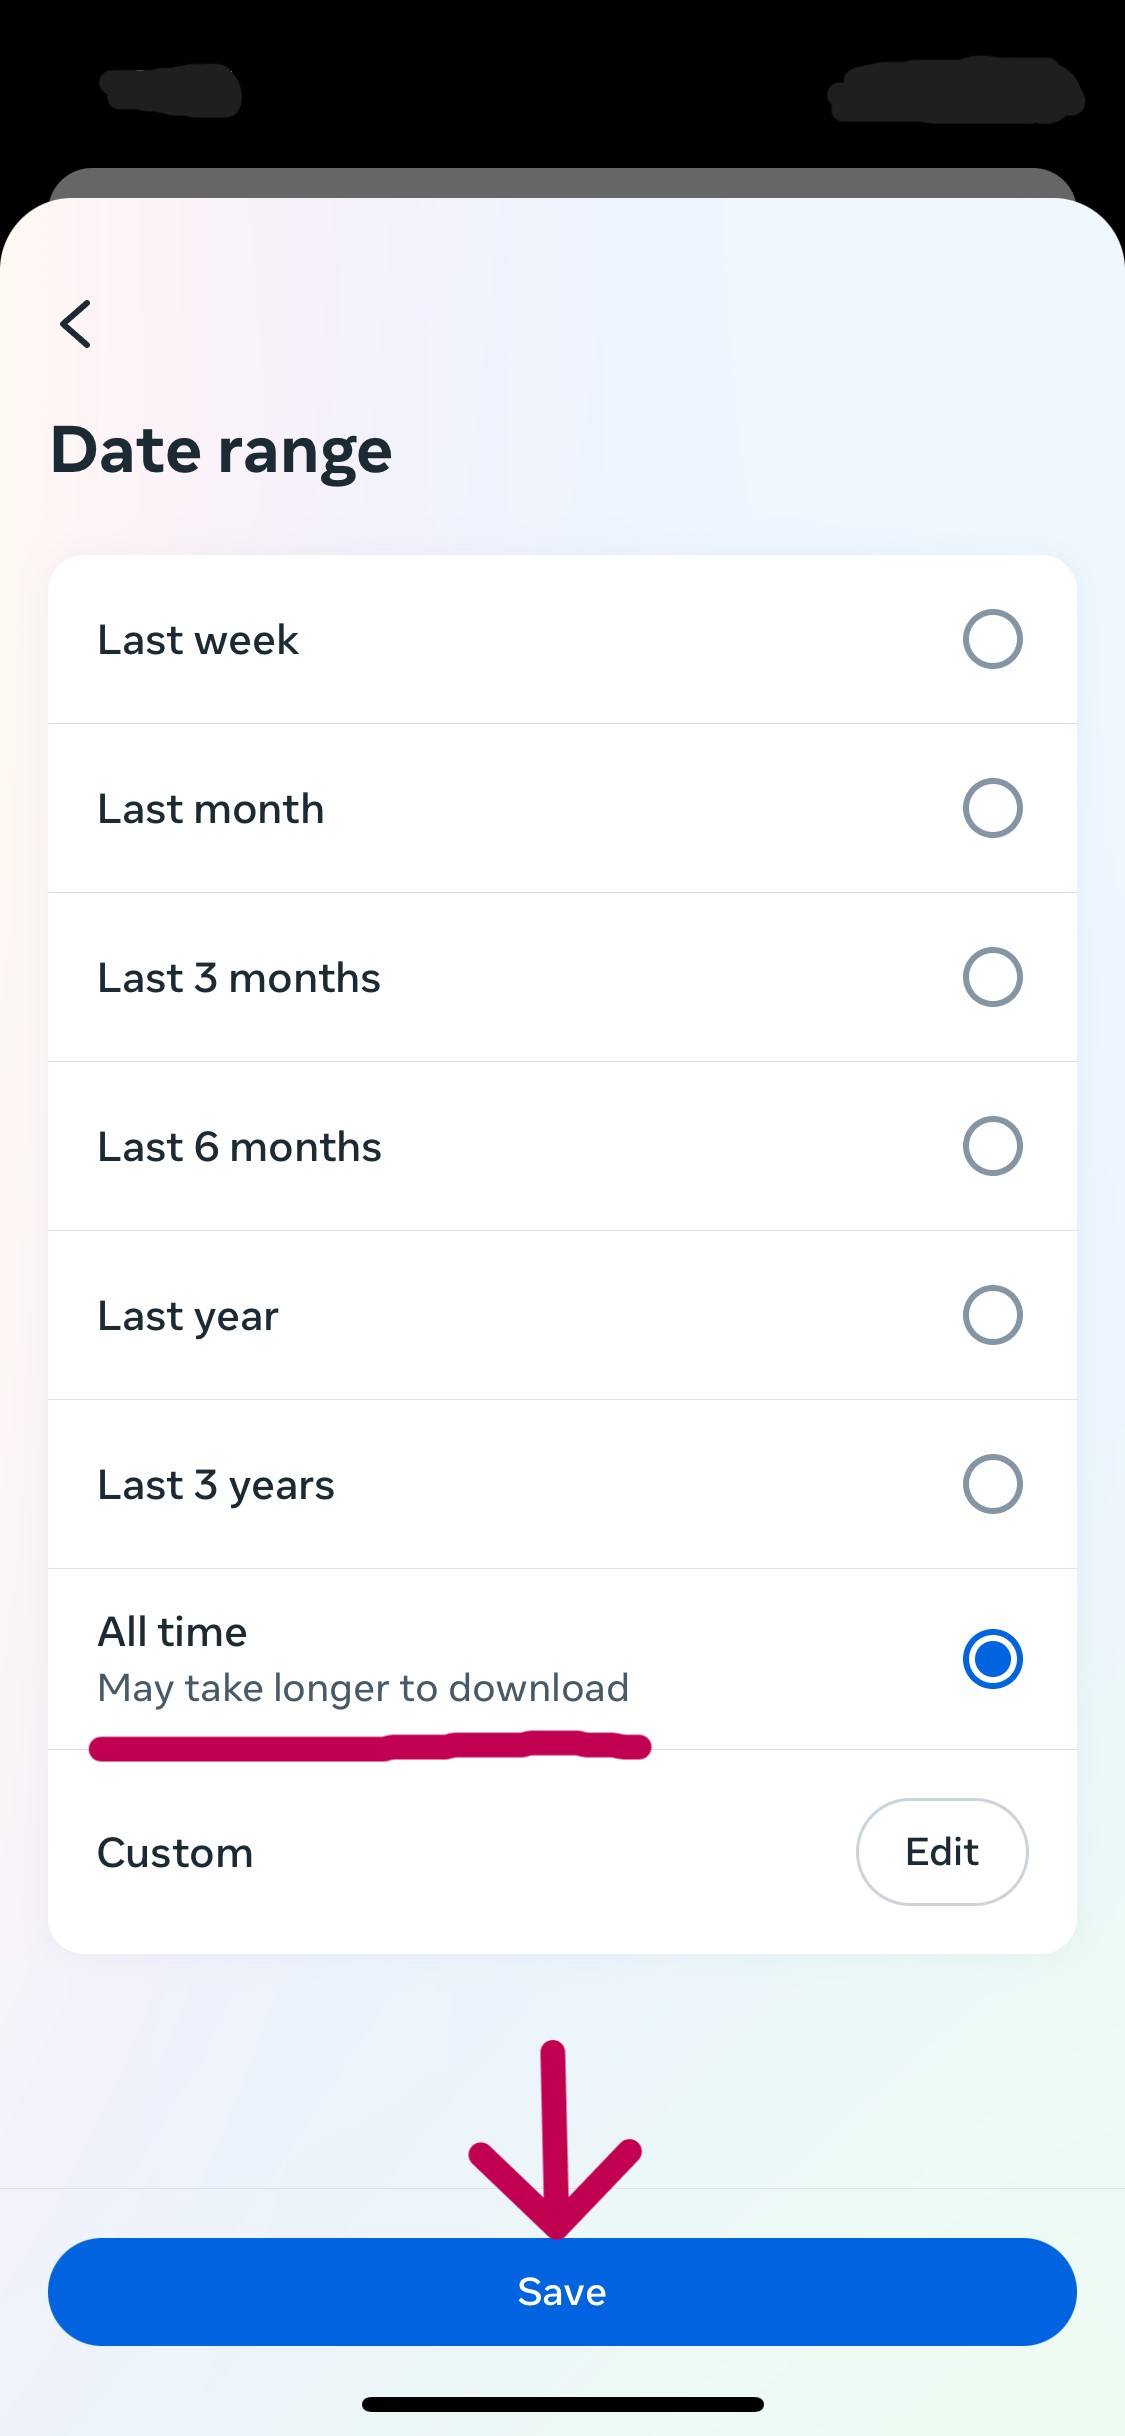 Date range
Last week
Last month
Last 3 months
Last 6 months
Last year
Last 3 years
All time
May take longer to download
Custom
Edit
Save